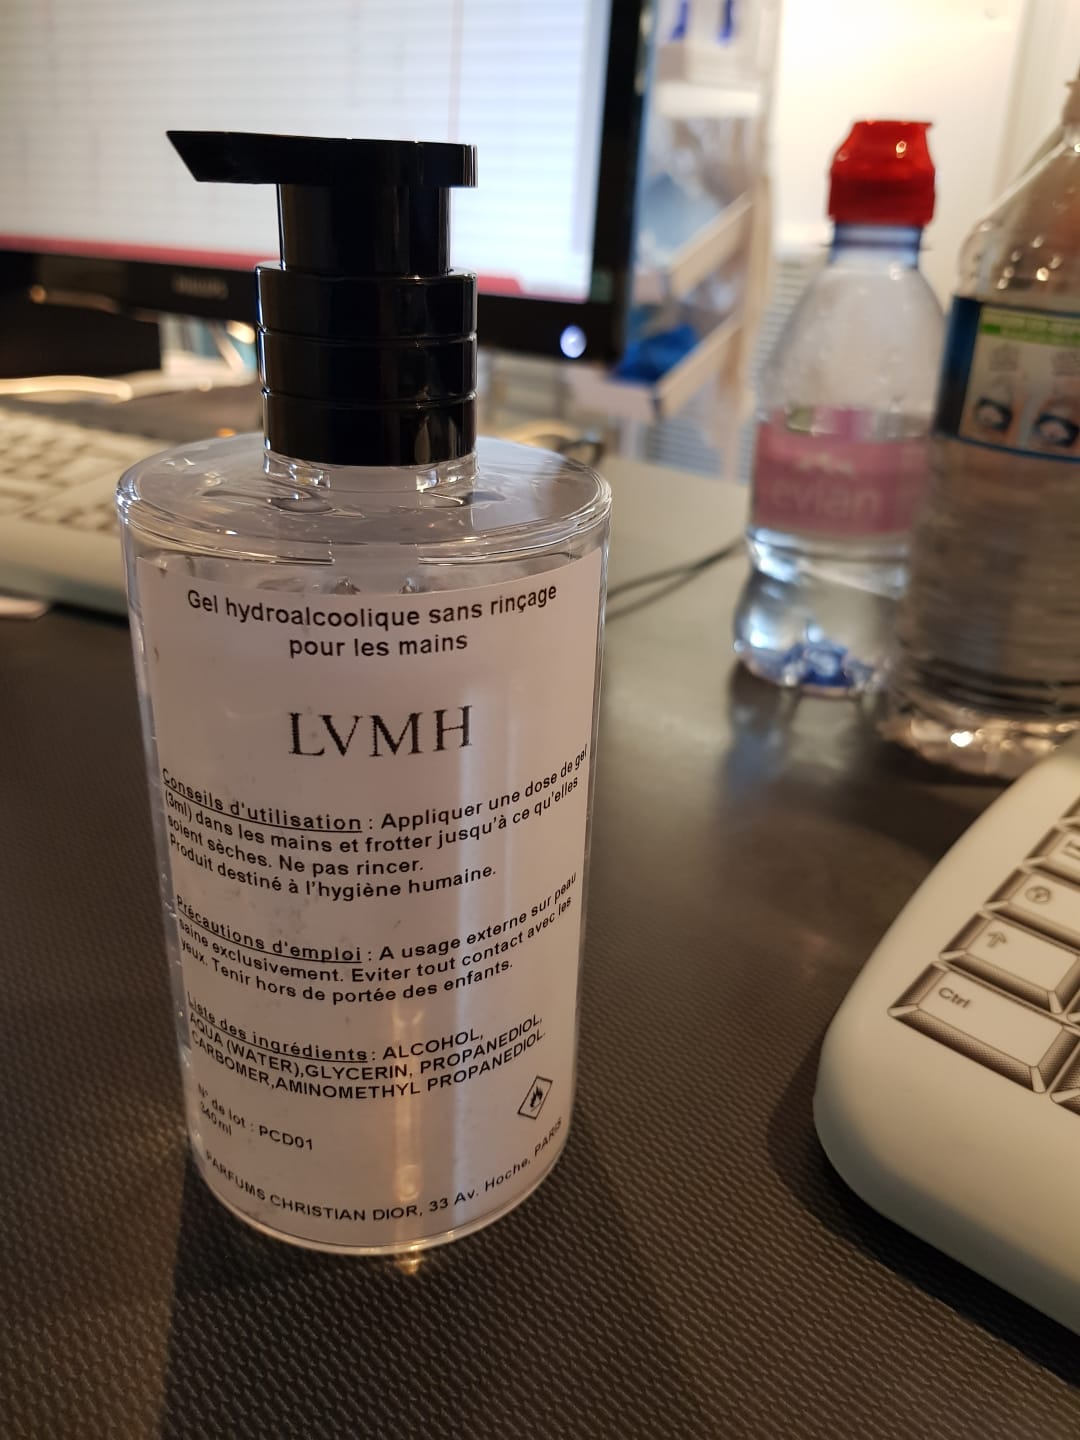 Gel hydroalcoolique sans rinçage
pour les mains
LVMH
Conseils d'utilisation : Appliquer une dose de gel
(3ml) dans les mains et frotter jusqu'à ce qu'elles
soient sèches. Ne pas rincer.
Produit destiné à l'hygiène humaine.
Précautions d'emploi : A usage externe sur peau
saine exclusivement. Eviter tout contact avec les
yeux. Tenir hors de portée des enfants.
Liste des ingrédients : ALCOHOL,
AQUA (WATER),GLYCERIN, PROPANEDIOL,
CARBOMER,AMINOMETHYL PROPANEDIOL.
N° de lot : PCD01
340ml
PARFUMS CHRISTIAN DIOR, 33 Av. Hoche, PARIS
PHILIPS
evian
Ctrl